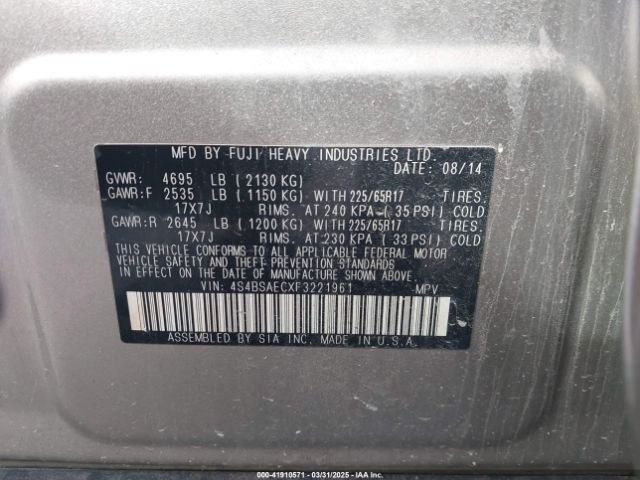 MFD BY FUJI HEAVY INDUSTRIES LTD.
DATE: 08/14
GVWR: 4695 LB ( 2130 KG)
GAWR:F 2535 LB ( 1150 KG) WITH 225/65R17 TIRES,
17X7J RIMS, AT 240 KPA ( 35 PSI) COLD
GAWR:R 2645 LB ( 1200 KG) WITH 225/65R17 TIRES,
17X7J RIMS, AT 230 KPA ( 33 PSI) COLD
THIS VEHICLE CONFORMS TO ALL APPLICABLE FEDERAL MOTOR
VEHICLE SAFETY AND THEFT PREVENTION STANDARDS
IN EFFECT ON THE DATE OF MANUFACTURE SHOWN ABOVE.
VIN: 4S4BSAECXF3221961 MPV
ASSEMBLED BY SIA INC. MADE IN U.S.A.
000-41910571 - 03/31/2025 - IAAI, Inc.